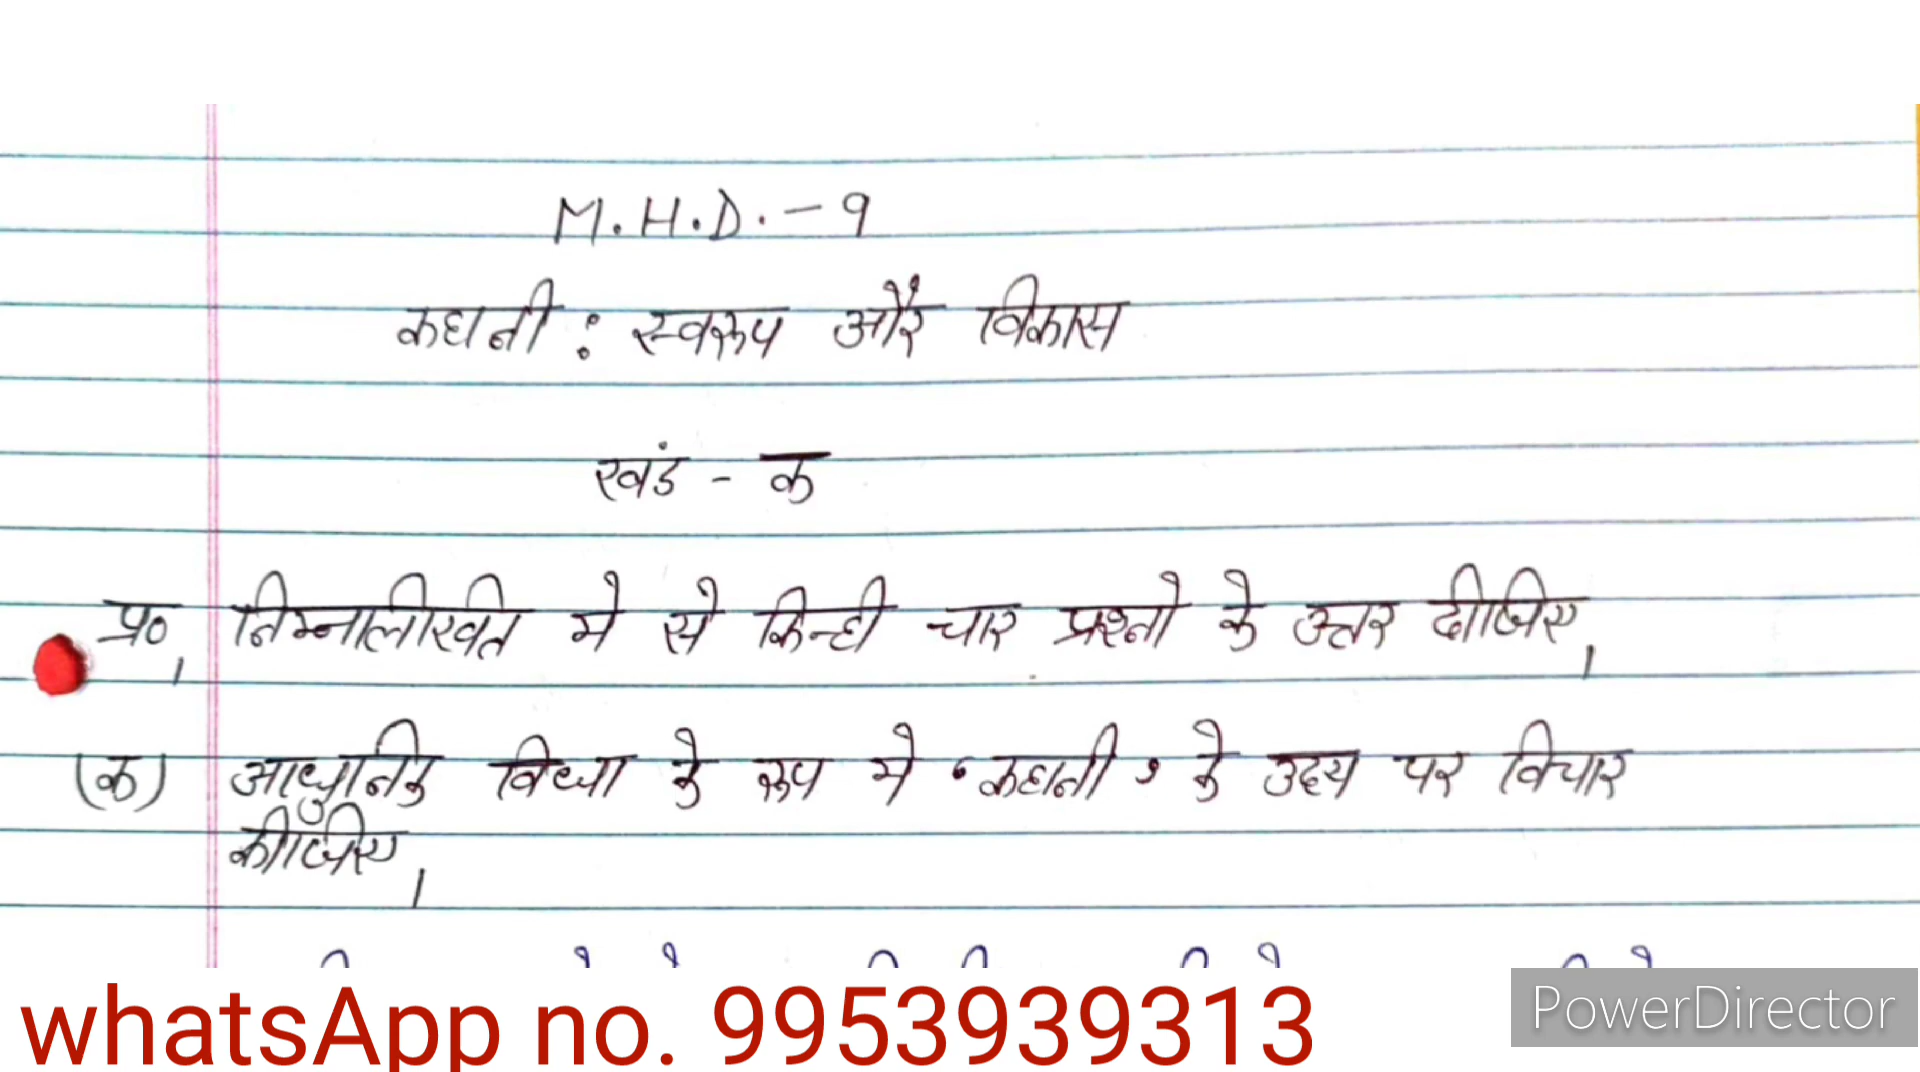 M.H.D.-9
कहानी : स्वरूप और विकास
खंड - क
प्र० निम्नलिखित मे से किन्ही चार प्रश्नो के उत्तर दीजिए।
(क) आधुनिक विधा के रूप मे 'कहानी' के उदय पर विचार
कीजिए।
whatsApp no. 9953939313
PowerDirector